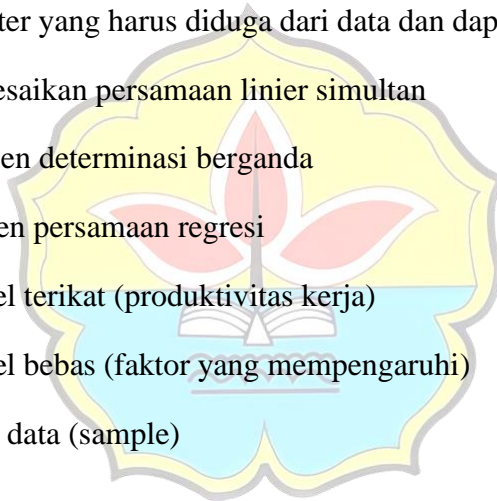 ter yang harus diduga dari data dan dap
esaikan persamaan linier simultan
en determinasi berganda
en persamaan regresi
el terikat (produktivitas kerja)
el bebas (faktor yang mempengaruhi)
data (sample)